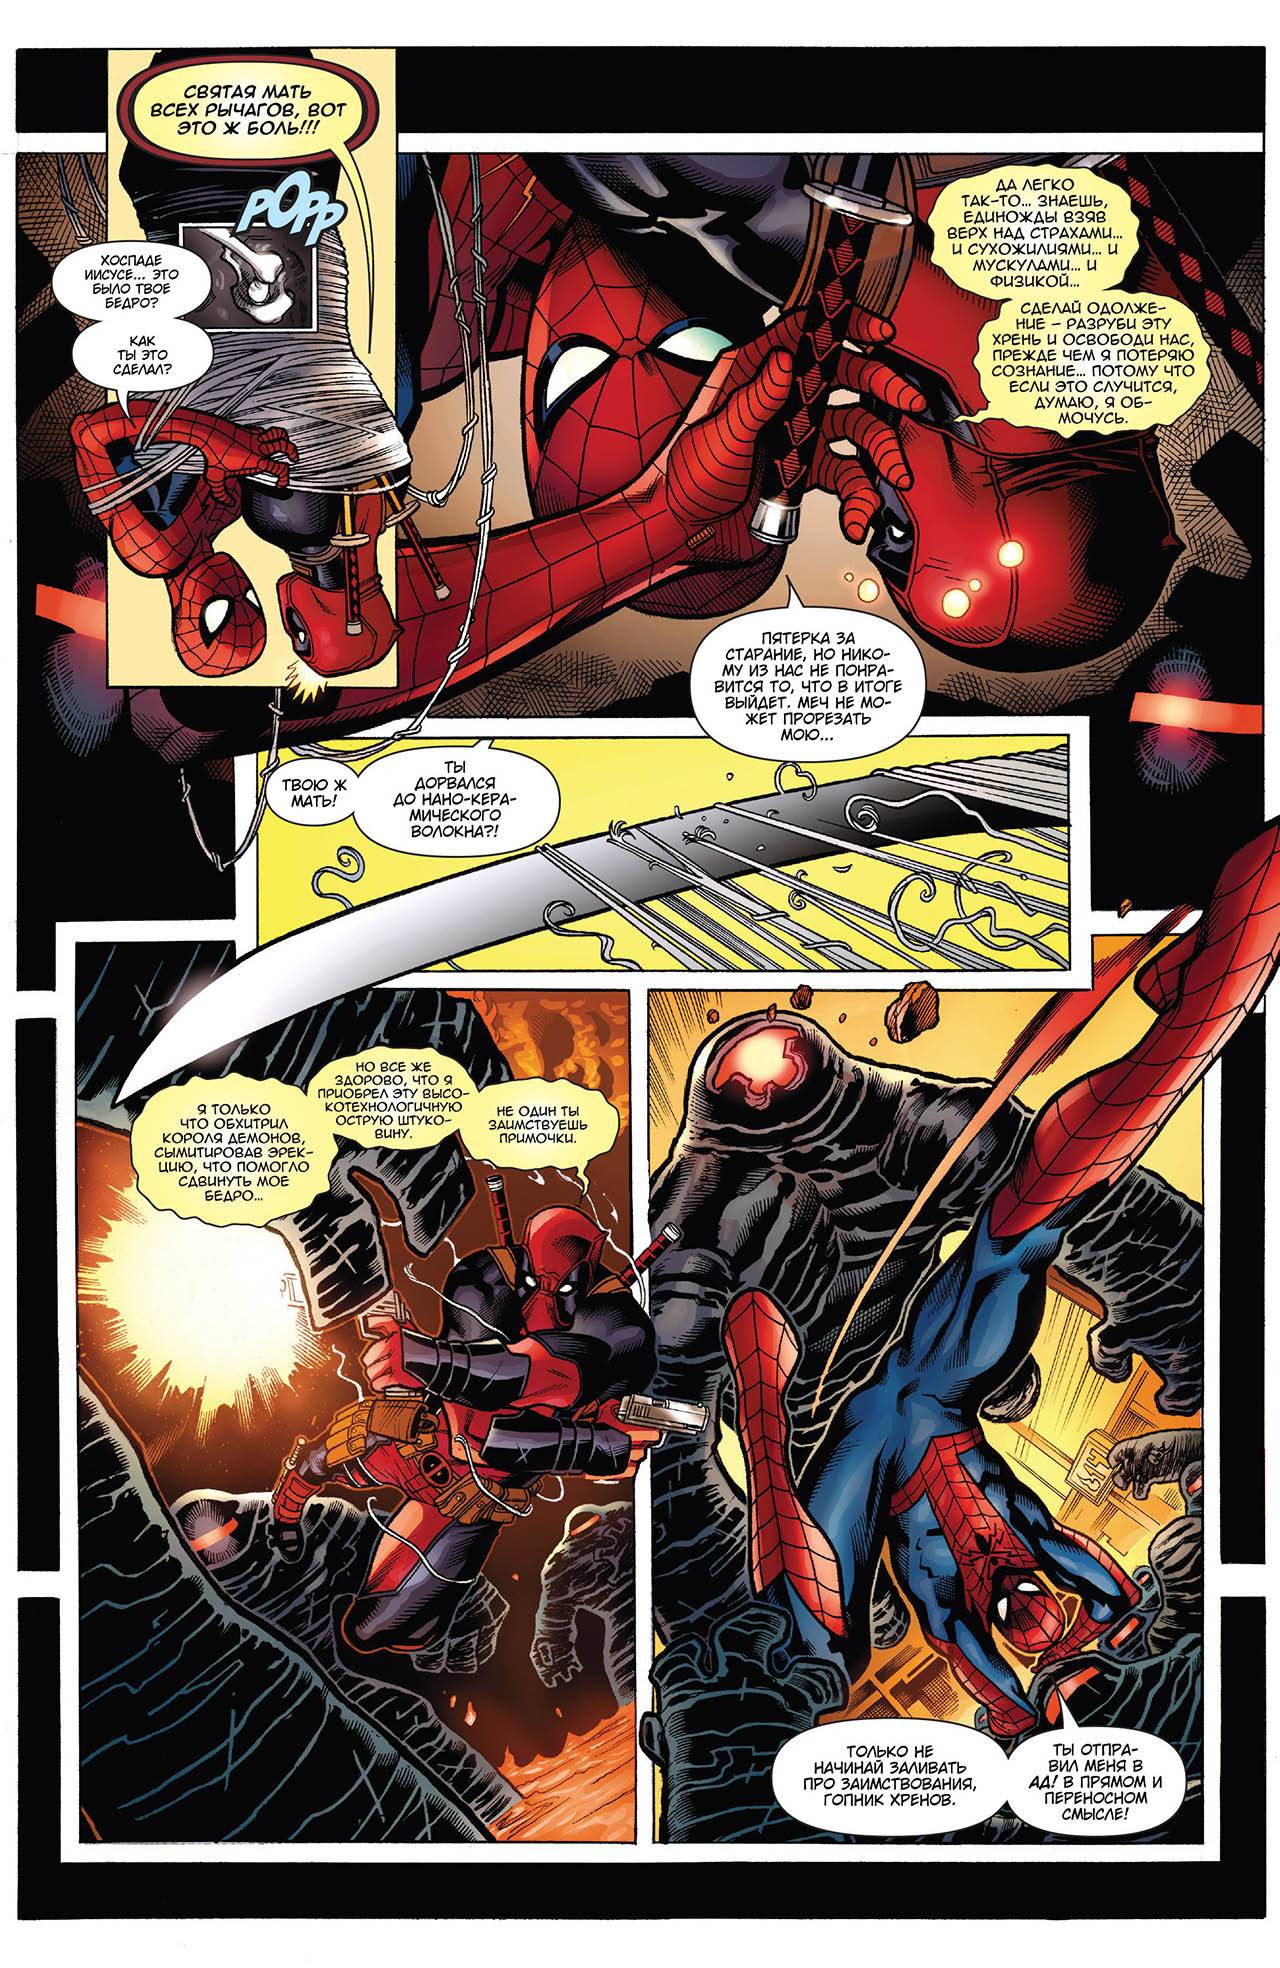 СВЯТАЯ МАТЬ
ВСЕХ РЫЧАГОВ, ВОТ
ЭТО Ж БОЛЬ!!!
POPP
ХОСПАДЕ
ИИСУСЕ... ЭТО
БЫЛО ТВОЕ
БЕДРО?
КАК
ТЫ ЭТО
СДЕЛАЛ?
ДА ЛЕГКО
ТАК-ТО... ЗНАЕШЬ,
ЕДИНОЖДЫ ВЗЯВ
ВЕРХ НАД СТРАХАМИ...
И СУХОЖИЛИЯМИ... И
МУСКУЛАМИ... И
ФИЗИКОЙ...
СДЕЛАЙ ОДОЛЖЕ-
НИЕ – РАЗРУБИ ЭТУ
ХРЕНЬ И ОСВОБОДИ НАС,
ПРЕЖДЕ ЧЕМ Я ПОТЕРЯЮ
СОЗНАНИЕ... ПОТОМУ ЧТО
ЕСЛИ ЭТО СЛУЧИТСЯ,
ДУМАЮ, Я ОБ-
МОЧУСЬ.
ПЯТЕРКА ЗА
СТАРАНИЕ, НО НИКО-
МУ ИЗ НАС НЕ ПОНРА-
ВИТСЯ ТО, ЧТО В ИТОГЕ
ВЫЙДЕТ. МЕЧ НЕ МО-
ЖЕТ ПРОРЕЗАТЬ
МОЮ...
ТВОЮ Ж
МАТЬ!
ТЫ
ДОРВАЛСЯ
ДО НАНО-КЕРА-
МИЧЕСКОГО
ВОЛОКНА?!
Я ТОЛЬКО
ЧТО ОБХИТРИЛ
КОРОЛЯ ДЕМОНОВ,
СЫМИТИРОВАВ ЭРЕК-
ЦИЮ, ЧТО ПОМОГЛО
СДВИНУТЬ МОЕ
БЕДРО...
НО ВСЕ ЖЕ
ЗДОРОВО, ЧТО Я
ПРИОБРЕЛ ЭТУ ВЫСО-
КОТЕХНОЛОГИЧНУЮ
ОСТРУЮ ШТУКО-
ВИНУ.
НЕ ОДИН ТЫ
ЗАИМСТВУЕШЬ
ПРИМОЧКИ.
ТОЛЬКО НЕ
НАЧИНАЙ ЗАЛИВАТЬ
ПРО ЗАИМСТВОВАНИЯ,
ГОПНИК ХРЕНОВ.
ТЫ ОТПРА-
ВИЛ МЕНЯ В
АД! В ПРЯМОМ И
ПЕРЕНОСНОМ
СМЫСЛЕ!